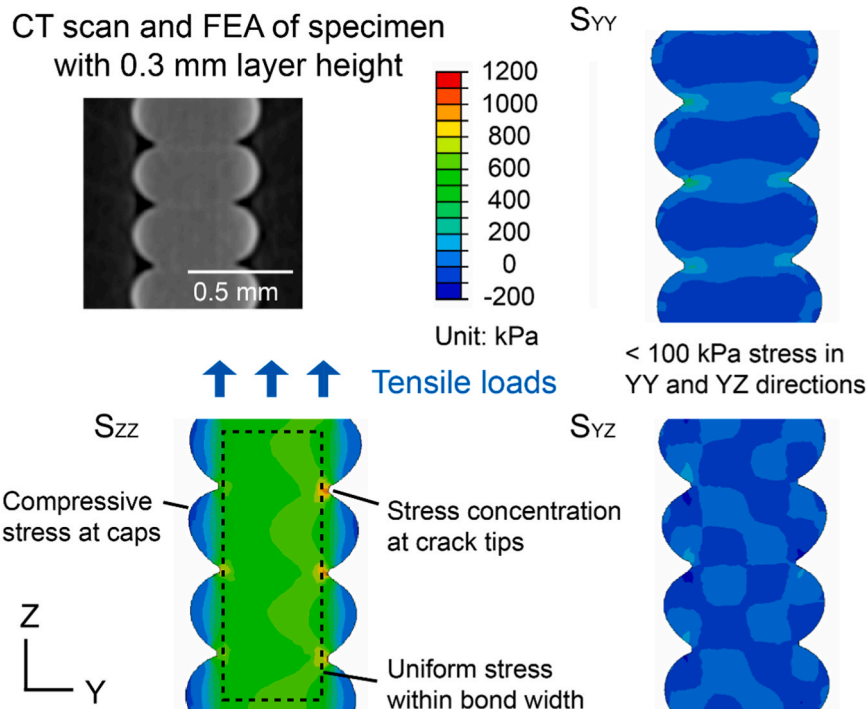 CT scan and FEA of specimen
with 0.3 mm layer height
0.5 mm
1200
1000
800
600
400
200
0
-200
Unit: kPa
SYY
< 100 kPa stress in
YY and YZ directions
Tensile loads
SZZ
Compressive
stress at caps
Stress concentration
at crack tips
Uniform stress
within bond width
SYZ
Z
Y